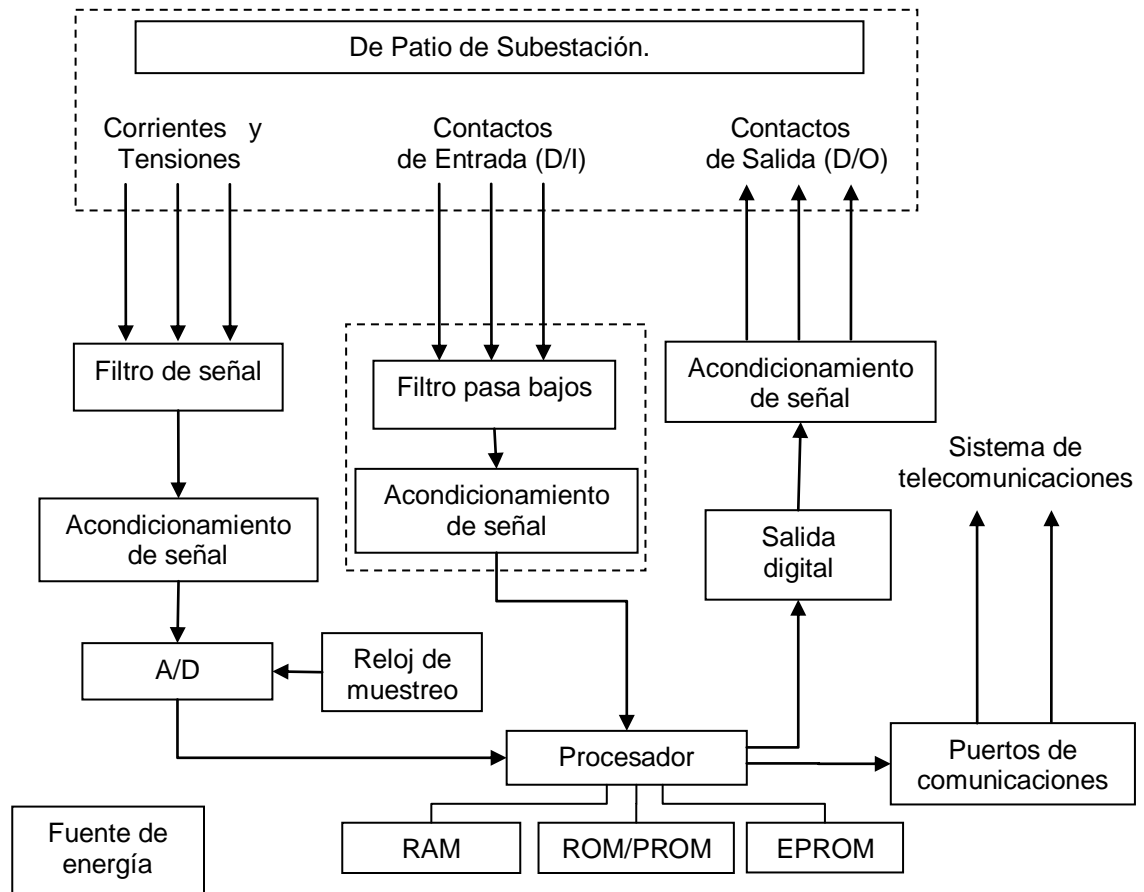 De Patio de Subestación.
Corrientes y
Tensiones
Contactos
de Entrada (D/I)
Contactos
de Salida (D/O)
Filtro de señal
Filtro pasa bajos
Acondicionamiento
de señal
Sistema de
telecomunicaciones
Acondicionamiento
de señal
Acondicionamiento
de señal
Salida
digital
A/D
Reloj de
muestreo
Procesador
Puertos de
comunicaciones
Fuente de
energía
RAM
ROM/PROM
EPROM